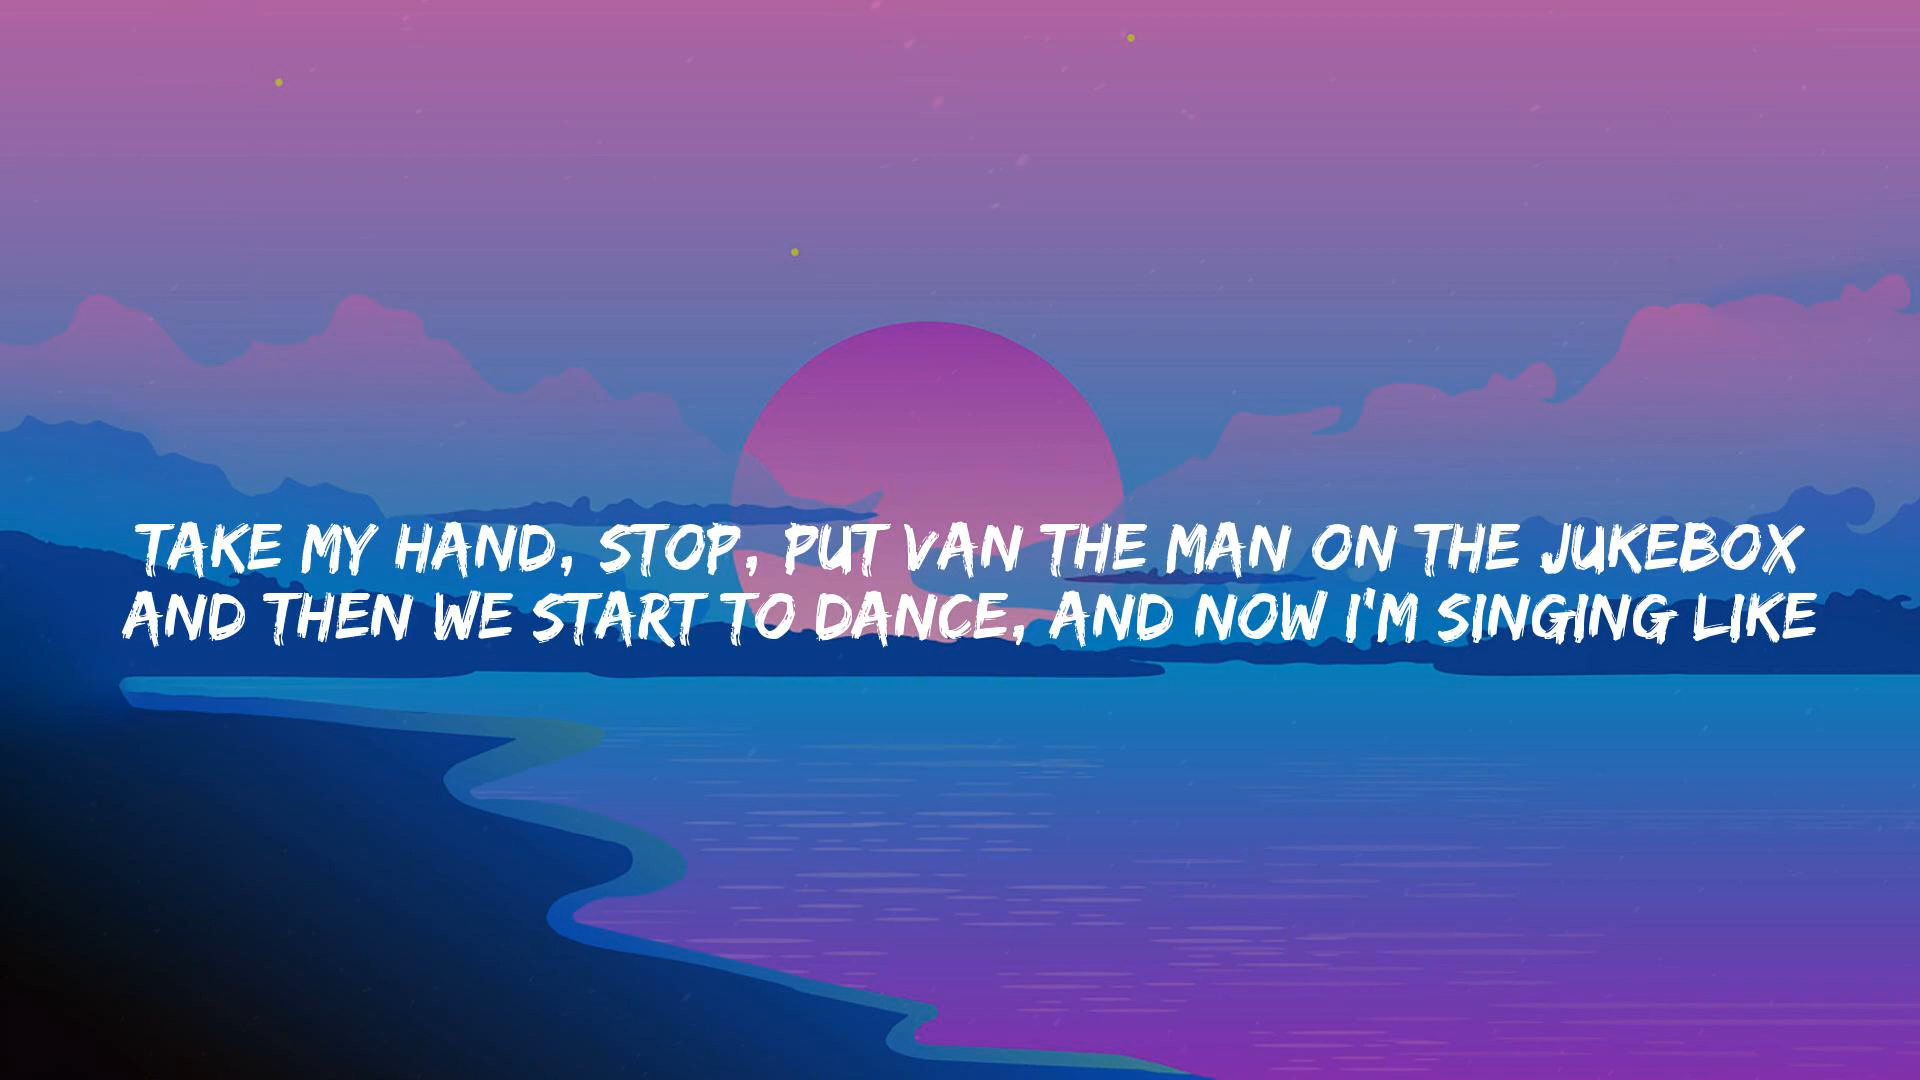 TAKE MY HAND, STOP, PUT VAN THE MAN ON THE JUKEBOX
AND THEN WE START TO DANCE, AND NOW I'M SINGING LIKE